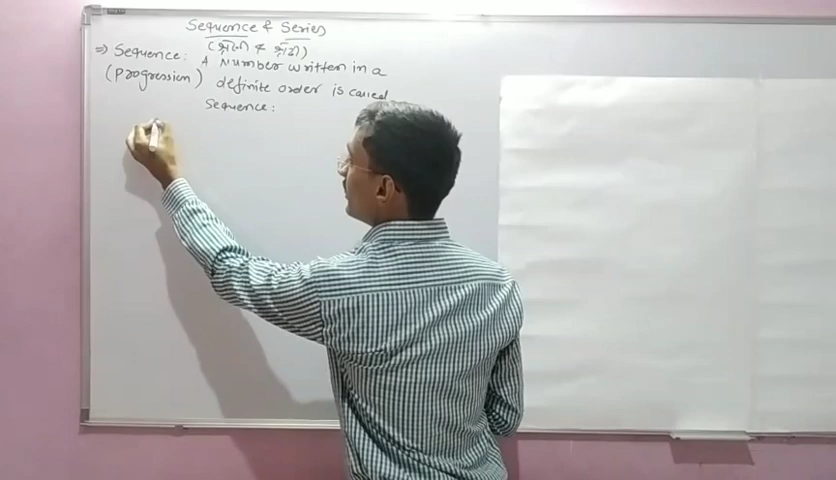 Sequence & Series
(श्रेणी & श्रेढी)
⇒ Sequence: A Number written in a
(Progression) definite order is called
Sequence: